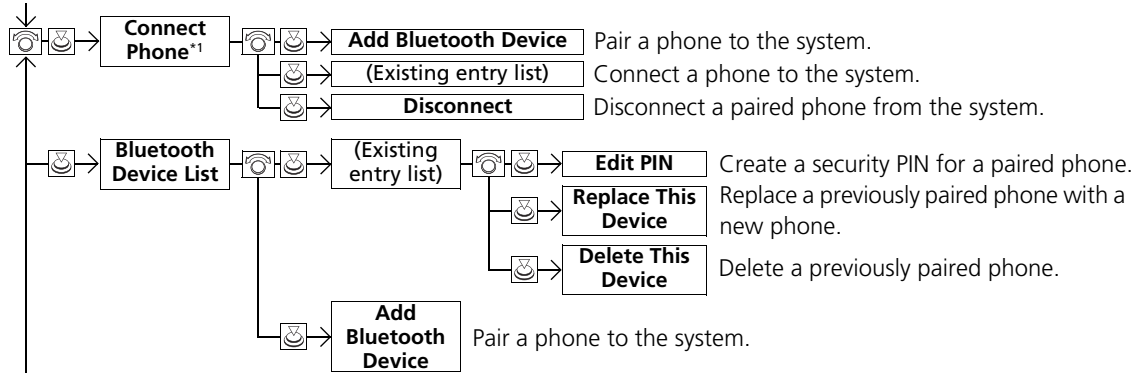 Connect
Phone*1
Add Bluetooth Device Pair a phone to the system.
(Existing entry list) Connect a phone to the system.
Disconnect Disconnect a paired phone from the system.
Bluetooth
Device List
(Existing
entry list)
Edit PIN Create a security PIN for a paired phone.
Replace This
Device
Replace a previously paired phone with a
new phone.
Delete This
Device
Delete a previously paired phone.
Add
Bluetooth
Device
Pair a phone to the system.